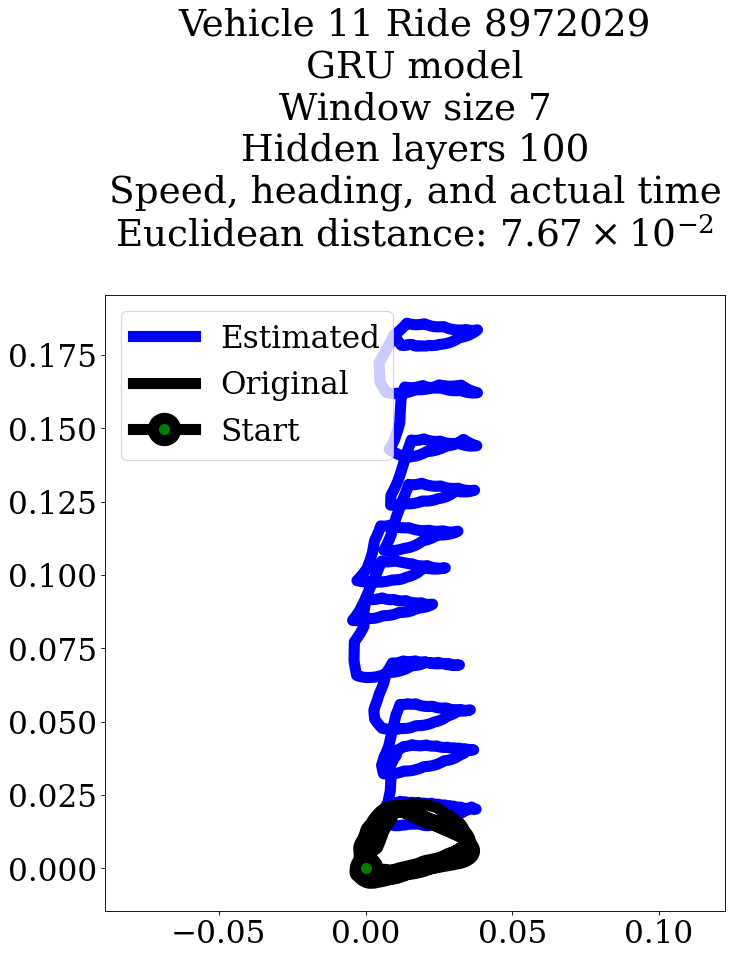 Vehicle 11 Ride 8972029
GRU model
Window size 7
Hidden layers 100
Speed, heading, and actual time
Euclidean distance: 7.67 × 10⁻²
Estimated
Original
Start
0.175
0.150
0.125
0.100
0.075
0.050
0.025
0.000
−0.05 0.00 0.05 0.10